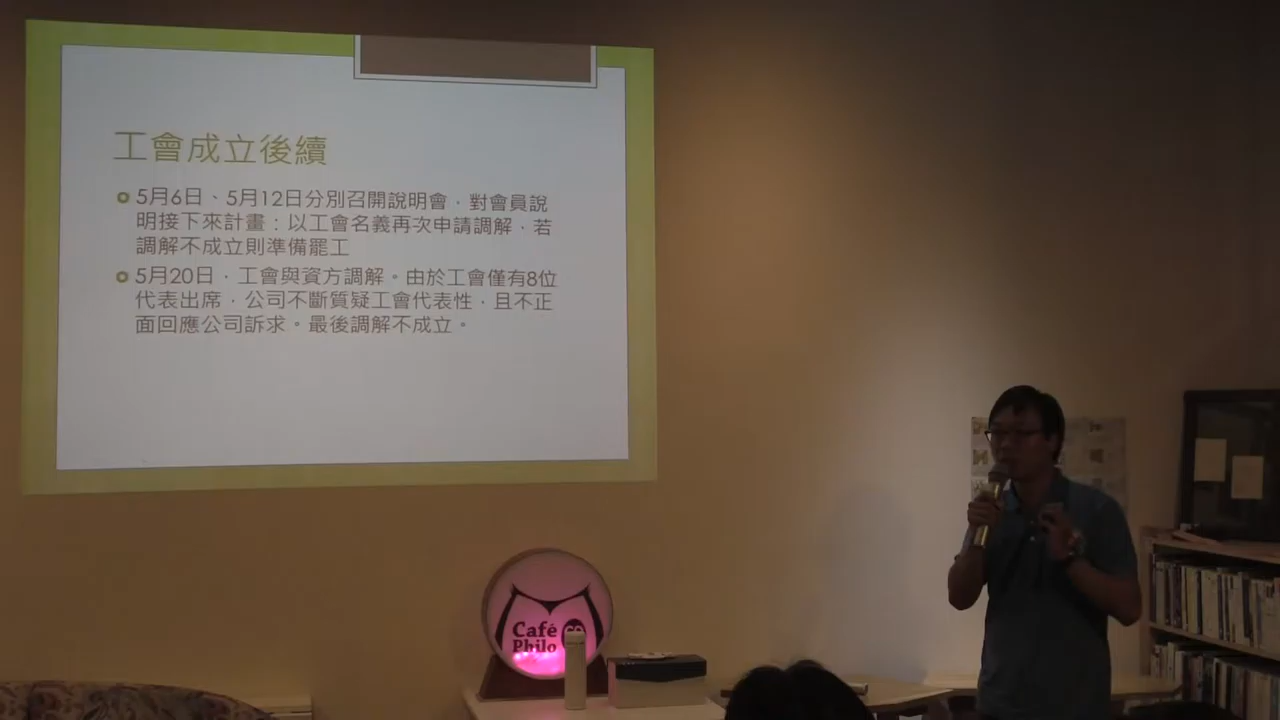 工會成立後續
5月6日、5月12日分別召開說明會，對會員說
明接下來計畫：以工會名義再次申請調解，若
調解不成立則準備罷工
5月20日，工會與資方調解。由於工會僅有8位
代表出席，公司不斷質疑工會代表性，且不正
面回應公司訴求。最後調解不成立。
Café
Philo